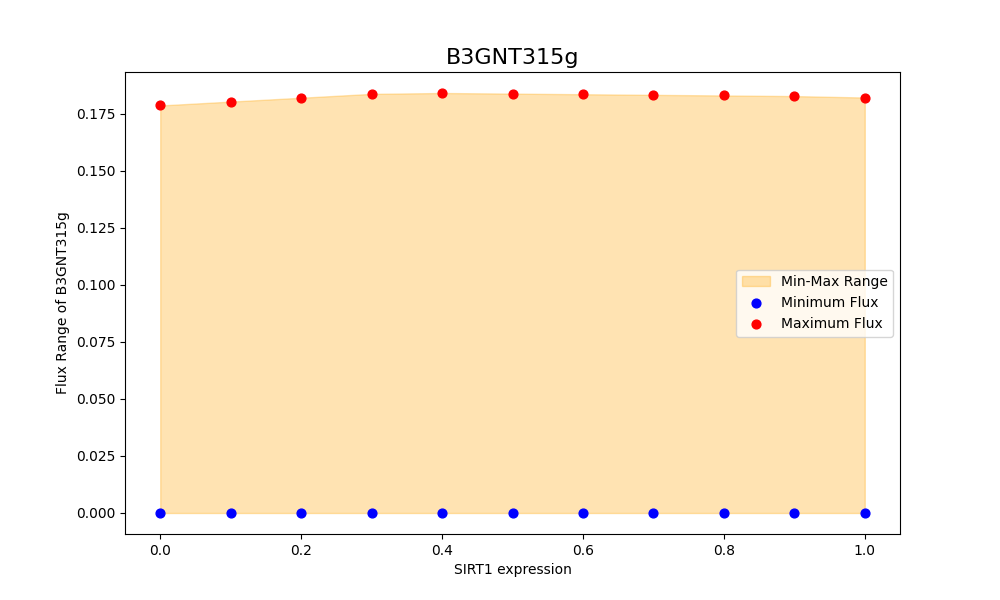 B3GNT315g
Flux Range of B3GNT315g
0.175
0.150
0.125
0.100
0.075
0.050
0.025
0.000
Min-Max Range
Minimum Flux
Maximum Flux
0.0 0.2 0.4 0.6 0.8 1.0
SIRT1 expression